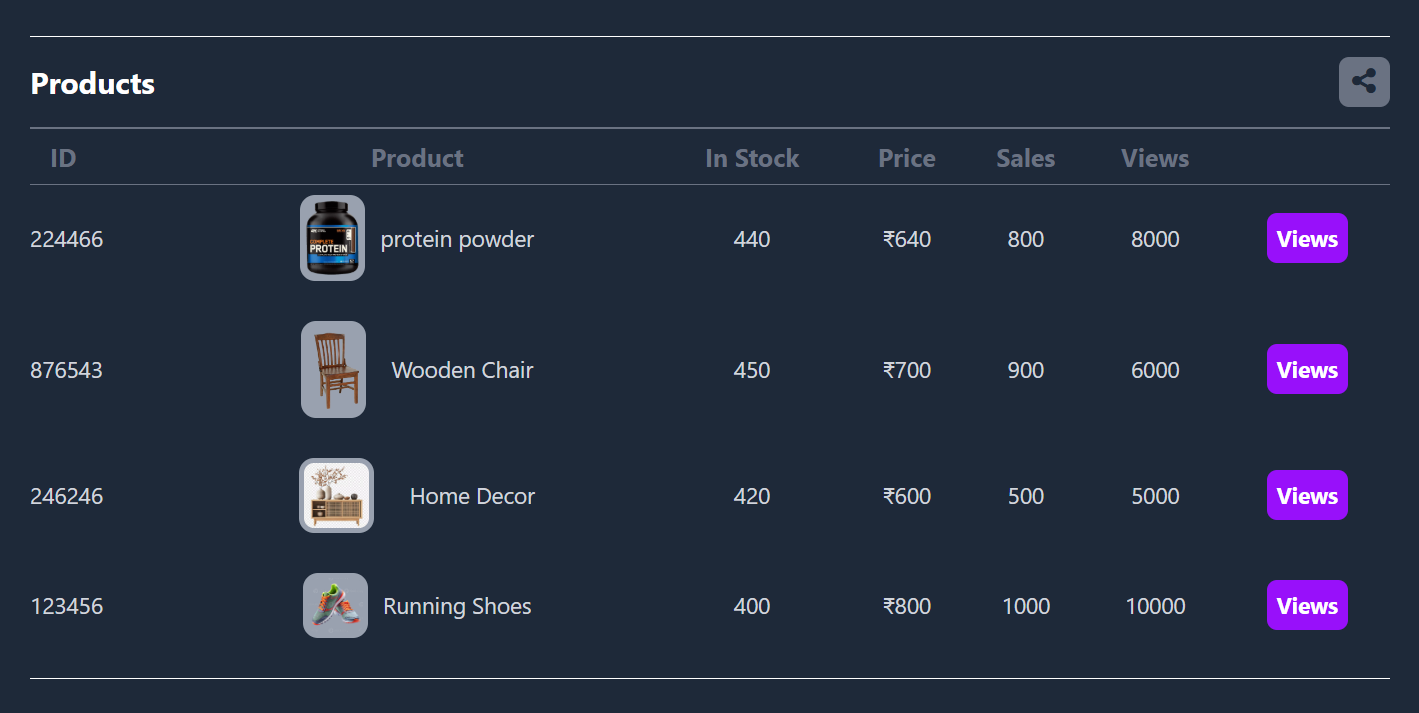 Products
ID Product In Stock Price Sales Views
COMPLETE
PROTEIN
224466 protein powder 440 ₹640 800 8000 Views
876543 Wooden Chair 450 ₹700 900 6000 Views
246246 Home Decor 420 ₹600 500 5000 Views
123456 Running Shoes 400 ₹800 1000 10000 Views